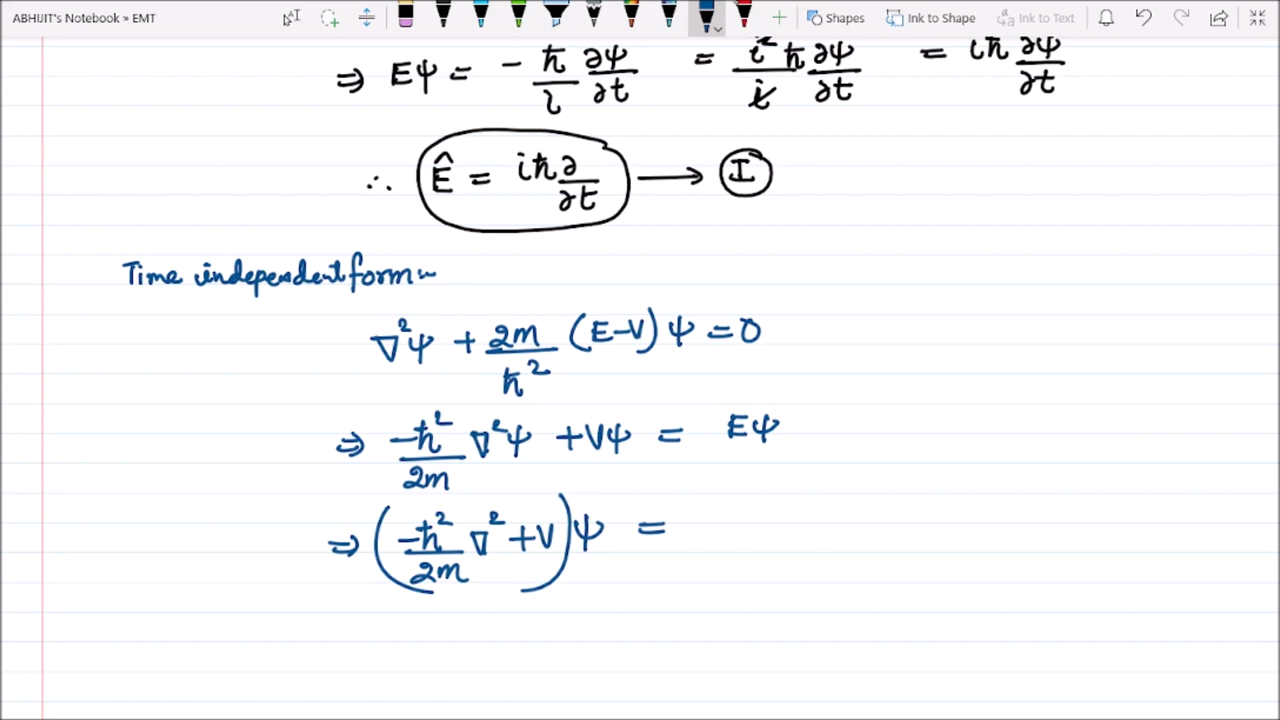 ABHIJIT's Notebook » EMT Shapes Ink to Shape Ink to Text
⇒ Eψ = - ħ/i ∂ψ/∂t = i²ħ/i ∂ψ/∂t = iħ ∂ψ/∂t
∴ Ê = iħ ∂/∂t → I
Time independent form~
∇²ψ + 2m/ħ² (E-V) ψ = 0
⇒ -ħ²/2m ∇²ψ + Vψ = Eψ
⇒ (-ħ²/2m ∇² + V) ψ =